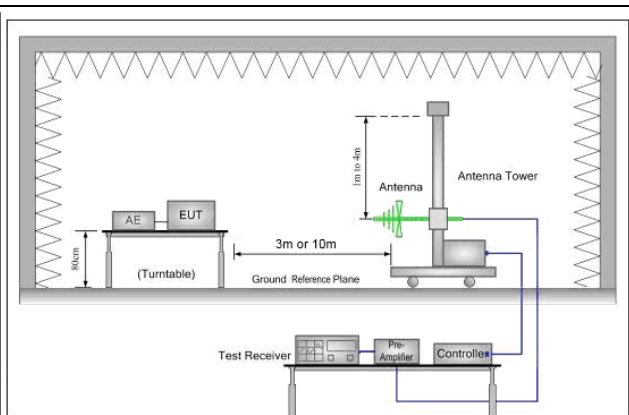 1m to 4m
Antenna
Antenna Tower
AE
EUT
80cm
3m or 10m
(Turntable)
Ground Reference Plane
Test Receiver
Pre-
Amplifier
Controlle